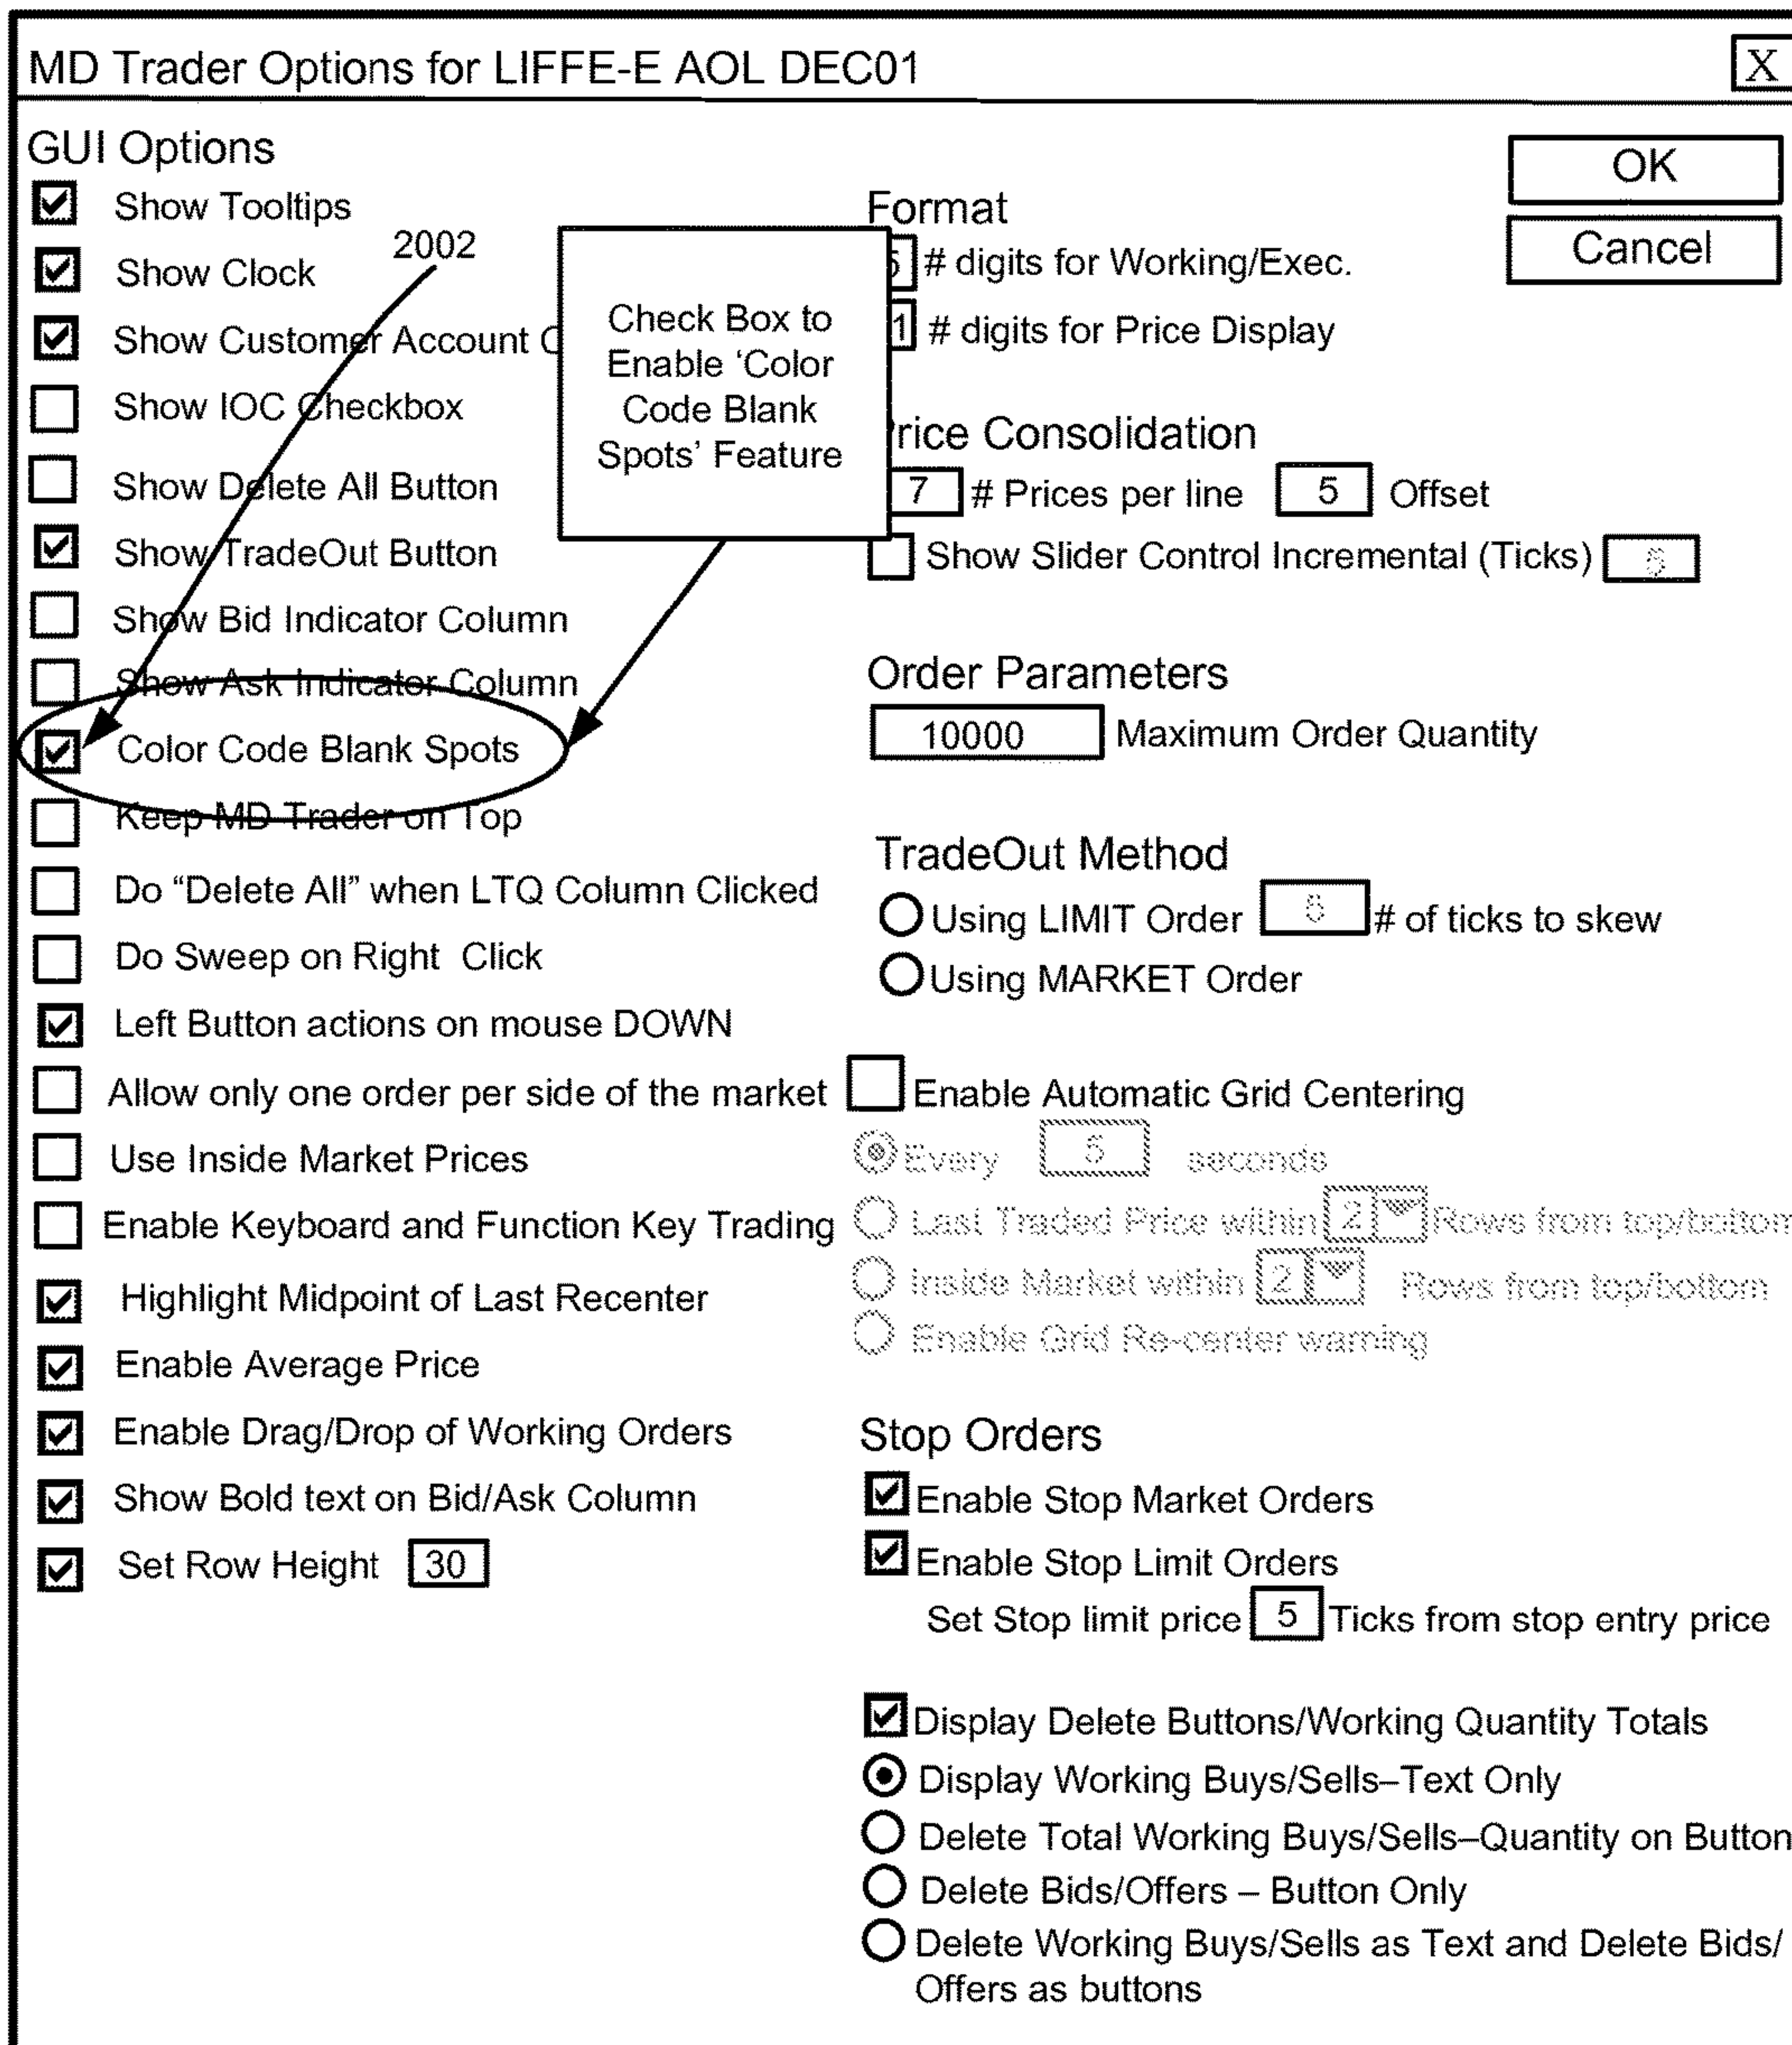 MD Trader Options for LIFFE-E AOL DEC01
X
GUI Options
Show Tooltips
2002
Show Clock
Show Customer Account
Show IOC Checkbox
Show Delete All Button
Show TradeOut Button
Show Bid Indicator Column
Show Ask Indicator Column
Color Code Blank Spots
Keep MD Trader on Top
Do “Delete All” when LTQ Column Clicked
Do Sweep on Right Click
Left Button actions on mouse DOWN
Allow only one order per side of the market
Use Inside Market Prices
Enable Keyboard and Function Key Trading
Highlight Midpoint of Last Recenter
Enable Average Price
Enable Drag/Drop of Working Orders
Show Bold text on Bid/Ask Column
Set Row Height 30
Check Box to
Enable ‘Color
Code Blank
Spots’ Feature
OK
Cancel
Format
# digits for Working/Exec.
1 # digits for Price Display
rice Consolidation
7 # Prices per line 5 Offset
Show Slider Control Incremental (Ticks)
Order Parameters
10000 Maximum Order Quantity
TradeOut Method
Using LIMIT Order # of ticks to skew
Using MARKET Order
Enable Automatic Grid Centering
Every 5 seconds
Last Traded Price within 2 Rows from top/bottom
Inside Market within 2 Rows from top/bottom
Enable Grid Re-center warning
Stop Orders
Enable Stop Market Orders
Enable Stop Limit Orders
Set Stop limit price 5 Ticks from stop entry price
Display Delete Buttons/Working Quantity Totals
Display Working Buys/Sells–Text Only
Delete Total Working Buys/Sells–Quantity on Button
Delete Bids/Offers – Button Only
Delete Working Buys/Sells as Text and Delete Bids/
Offers as buttons